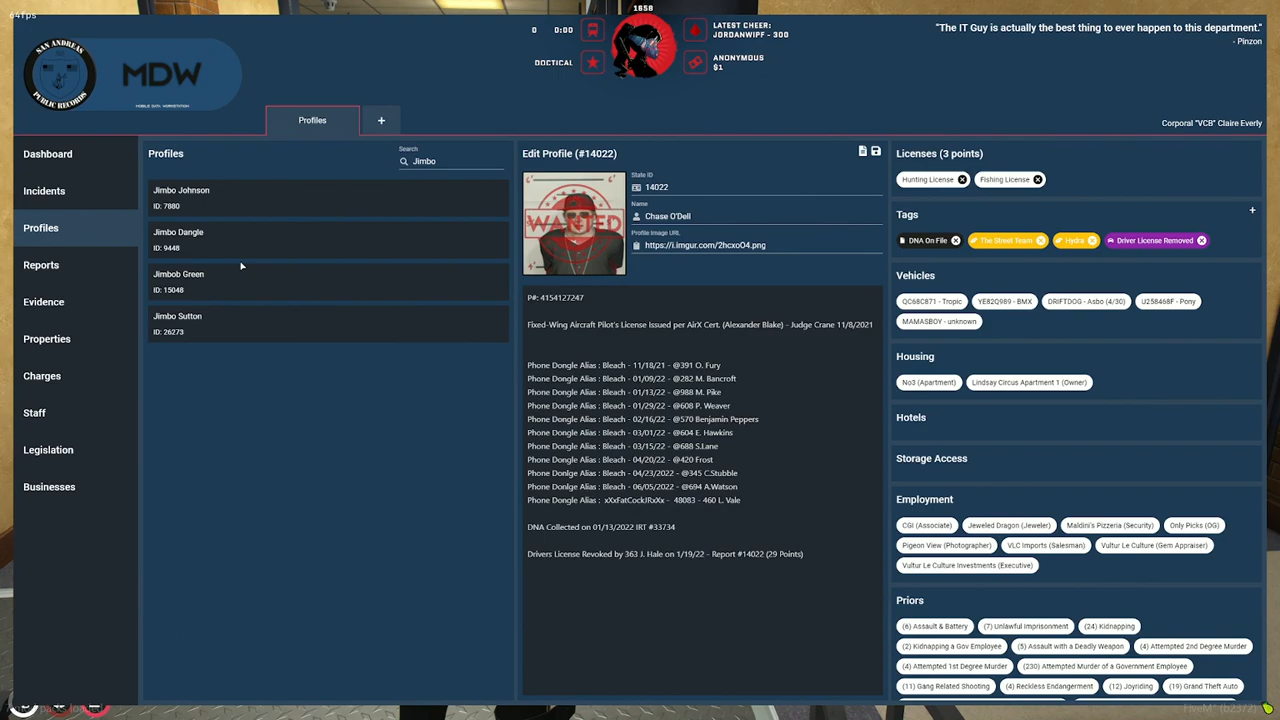 64fps
1658
0 0:00
LATEST CHEER:
JORDANWIPF - 300
DOCTICAL
ANONYMOUS
$1
"The IT Guy is actually the best thing to ever happen to this department."
- Pinzon
SAN ANDREAS
PUBLIC RECORDS
MDW
MOBILE DATA WORKSTATION
Profiles
+
Corporal "VCB" Claire Everly
Dashboard
Incidents
Profiles
Reports
Evidence
Properties
Charges
Staff
Legislation
Businesses
Profiles
Search
Jimbo
Jimbo Johnson
ID: 7880
Jimbo Dangle
ID: 9448
Jimbob Green
ID: 15048
Jimbo Sutton
ID: 26273
Edit Profile (#14022)
WANTED
State ID
14022
Name
Chase O'Dell
Profile Image URL
https://i.imgur.com/2hcxo04.png
P#: 4154127247
Fixed-Wing Aircraft Pilot's License Issued per AirX Cert. (Alexander Blake) - Judge Crane 11/8/2021
Phone Dongle Alias : Bleach - 11/18/21 - @391 O. Fury
Phone Dongle Alias : Bleach - 01/09/22 - @282 M. Bancroft
Phone Dongle Alias : Bleach - 01/13/22 - @988 M. Pike
Phone Dongle Alias : Bleach - 01/29/22 - @608 P. Weaver
Phone Dongle Alias : Bleach - 02/16/22 - @570 Benjamin Peppers
Phone Dongle Alias : Bleach - 03/01/22 - @604 E. Hawkins
Phone Dongle Alias : Bleach - 03/15/22 - @688 S.Lane
Phone Dongle Alias : Bleach - 04/20/22 - @420 Frost
Phone Dongle Alias : Bleach - 04/23/2022 - @345 C.Stubble
Phone Donlge Alias : Bleach - 06/05/2022 - @694 A.Watson
Phone Dongle Alias : xXxFatCockJRxXx - 48083 - 460 L. Vale
DNA Collected on 01/13/2022 IRT #33734
Drivers License Revoked by 363 J. Hale on 1/19/22 - Report #14022 (29 Points)
Licenses (3 points)
Hunting License Fishing License
Tags
+
DNA On File The Street Team Hydra Driver License Removed
Vehicles
QC68C871 - Tropic YE82Q989 - BMX DRIFTDOG - Asbo (4/30) U258468F - Pony
MAMASBOY - unknown
Housing
No3 (Apartment) Lindsay Circus Apartment 1 (Owner)
Hotels
Storage Access
Employment
CGI (Associate) Jeweled Dragon (Jeweler) Maldini's Pizzeria (Security) Only Picks (OG)
Pigeon View (Photographer) VLC Imports (Salesman) Vultur Le Culture (Gem Appraiser)
Vultur Le Culture Investments (Executive)
Priors
(6) Assault & Battery (7) Unlawful Imprisonment (24) Kidnapping
(2) Kidnapping a Gov Employee (5) Assault with a Deadly Weapon (4) Attempted 2nd Degree Murder
(4) Attempted 1st Degree Murder (230) Attempted Murder of a Government Employee
(11) Gang Related Shooting (4) Reckless Endangerment (12) Joyriding (19) Grand Theft Auto
FiveM* (b2372)